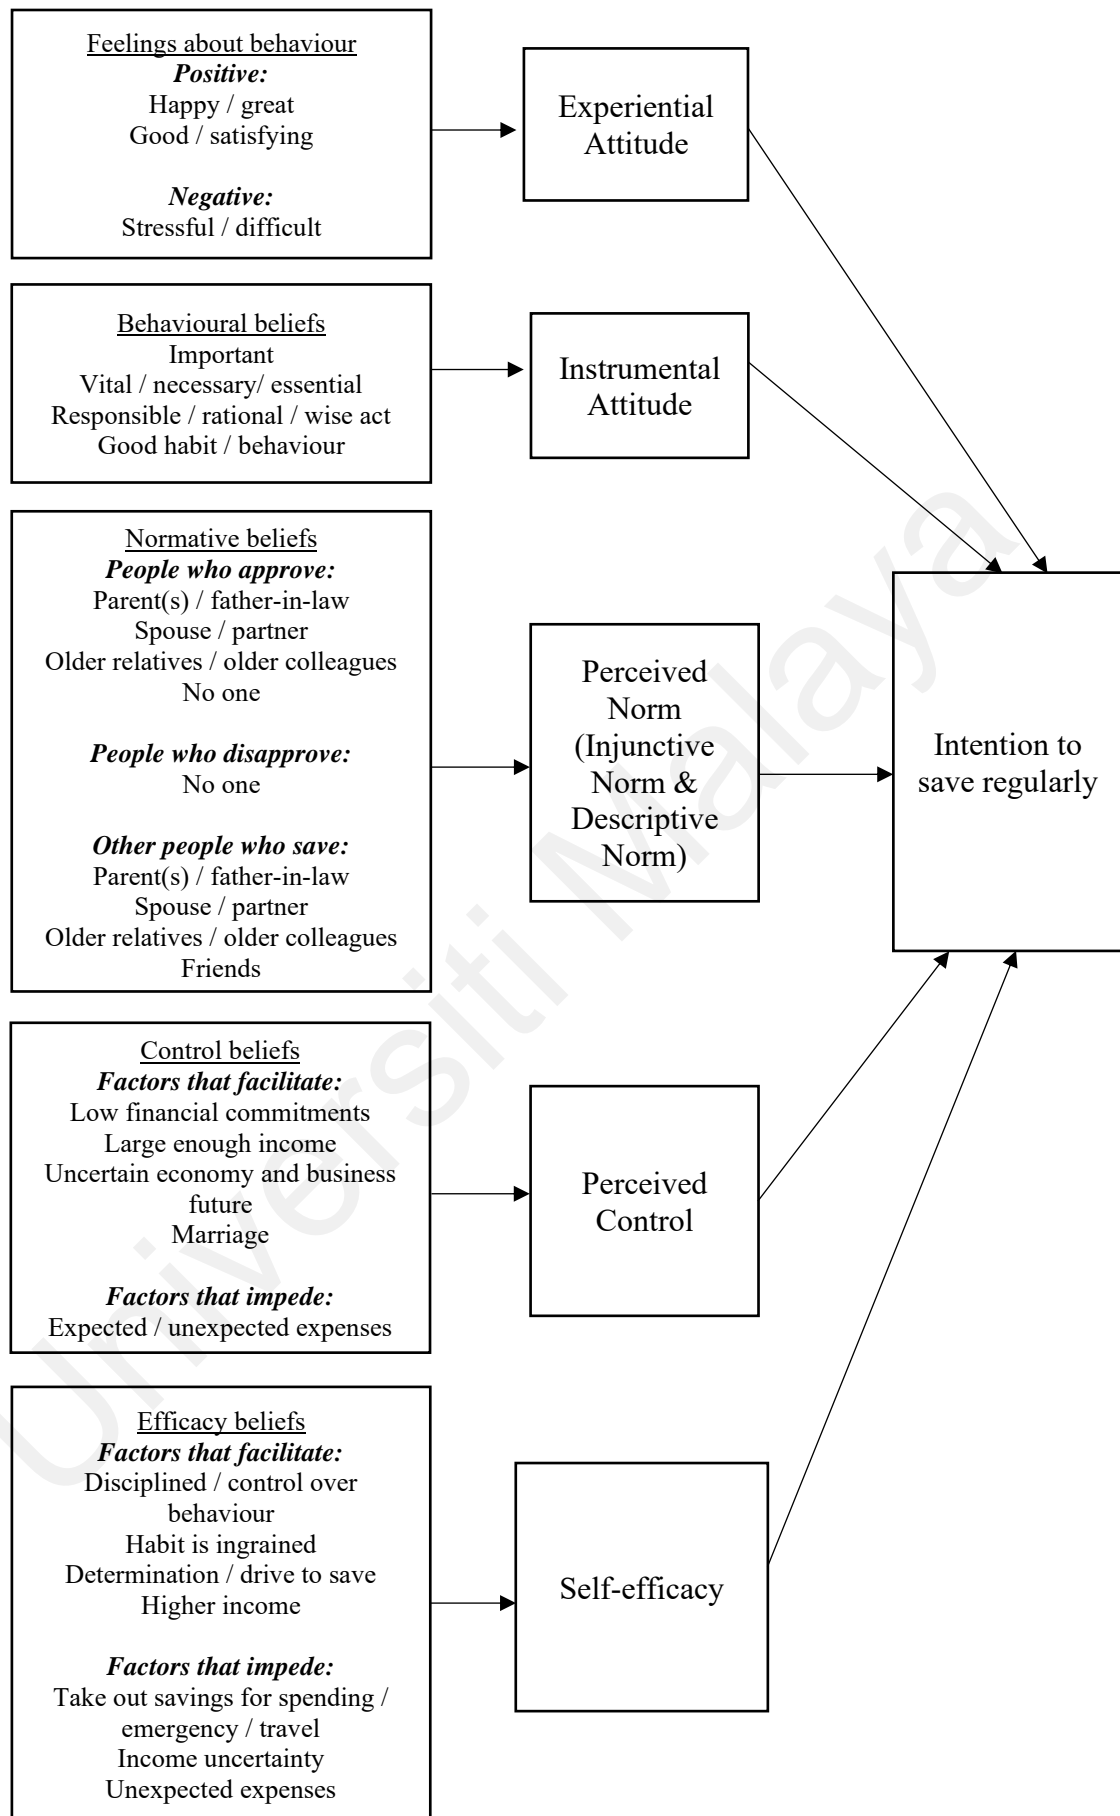 Feelings about behaviour
Positive:
Happy / great
Good / satisfying
Negative:
Stressful / difficult
Experiential
Attitude
Behavioural beliefs
Important
Vital / necessary/ essential
Responsible / rational / wise act
Good habit / behaviour
Instrumental
Attitude
Normative beliefs
People who approve:
Parent(s) / father-in-law
Spouse / partner
Older relatives / older colleagues
No one
People who disapprove:
No one
Other people who save:
Parent(s) / father-in-law
Spouse / partner
Older relatives / older colleagues
Friends
Perceived
Norm
(Injunctive
Norm &
Descriptive
Norm)
Intention to
save regularly
Control beliefs
Factors that facilitate:
Low financial commitments
Large enough income
Uncertain economy and business
future
Marriage
Factors that impede:
Expected / unexpected expenses
Perceived
Control
Efficacy beliefs
Factors that facilitate:
Disciplined / control over
behaviour
Habit is ingrained
Determination / drive to save
Higher income
Factors that impede:
Take out savings for spending /
emergency / travel
Income uncertainty
Unexpected expenses
Self-efficacy
Universiti Malaya